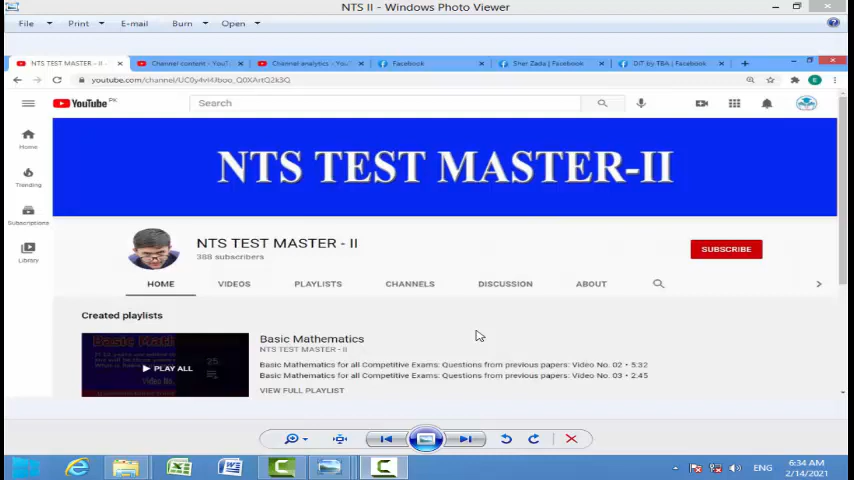 NTS II - Windows Photo Viewer
File Print E-mail Burn Open
NTS TEST MASTER - II - Channel content - YouT Channel analytics - You Facebook Sher Zada | Facebook DIT by TBA | Facebook
YouTube PK
Search
NTS TEST MASTER-II
Home
Trending
Subscriptions
Library
NTS TEST MASTER - II
388 subscribers
SUBSCRIBE
HOME VIDEOS PLAYLISTS CHANNELS DISCUSSION ABOUT
Created playlists
PLAY ALL
25
Basic Mathematics
NTS TEST MASTER - II
Basic Mathematics for all Competitive Exams: Questions from previous papers: Video No. 02 • 5:32
Basic Mathematics for all Competitive Exams: Questions from previous papers: Video No. 03 • 2:45
VIEW FULL PLAYLIST
ENG
6:34 AM
2/14/2021